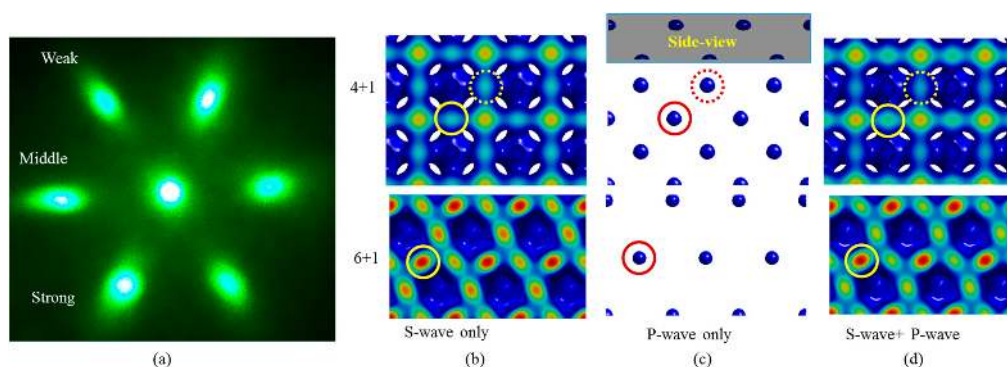 Weak
Middle
Strong
(a)
4+1
6+1
S-wave only
(b)
Side-view
P-wave only
(c)
S-wave+ P-wave
(d)